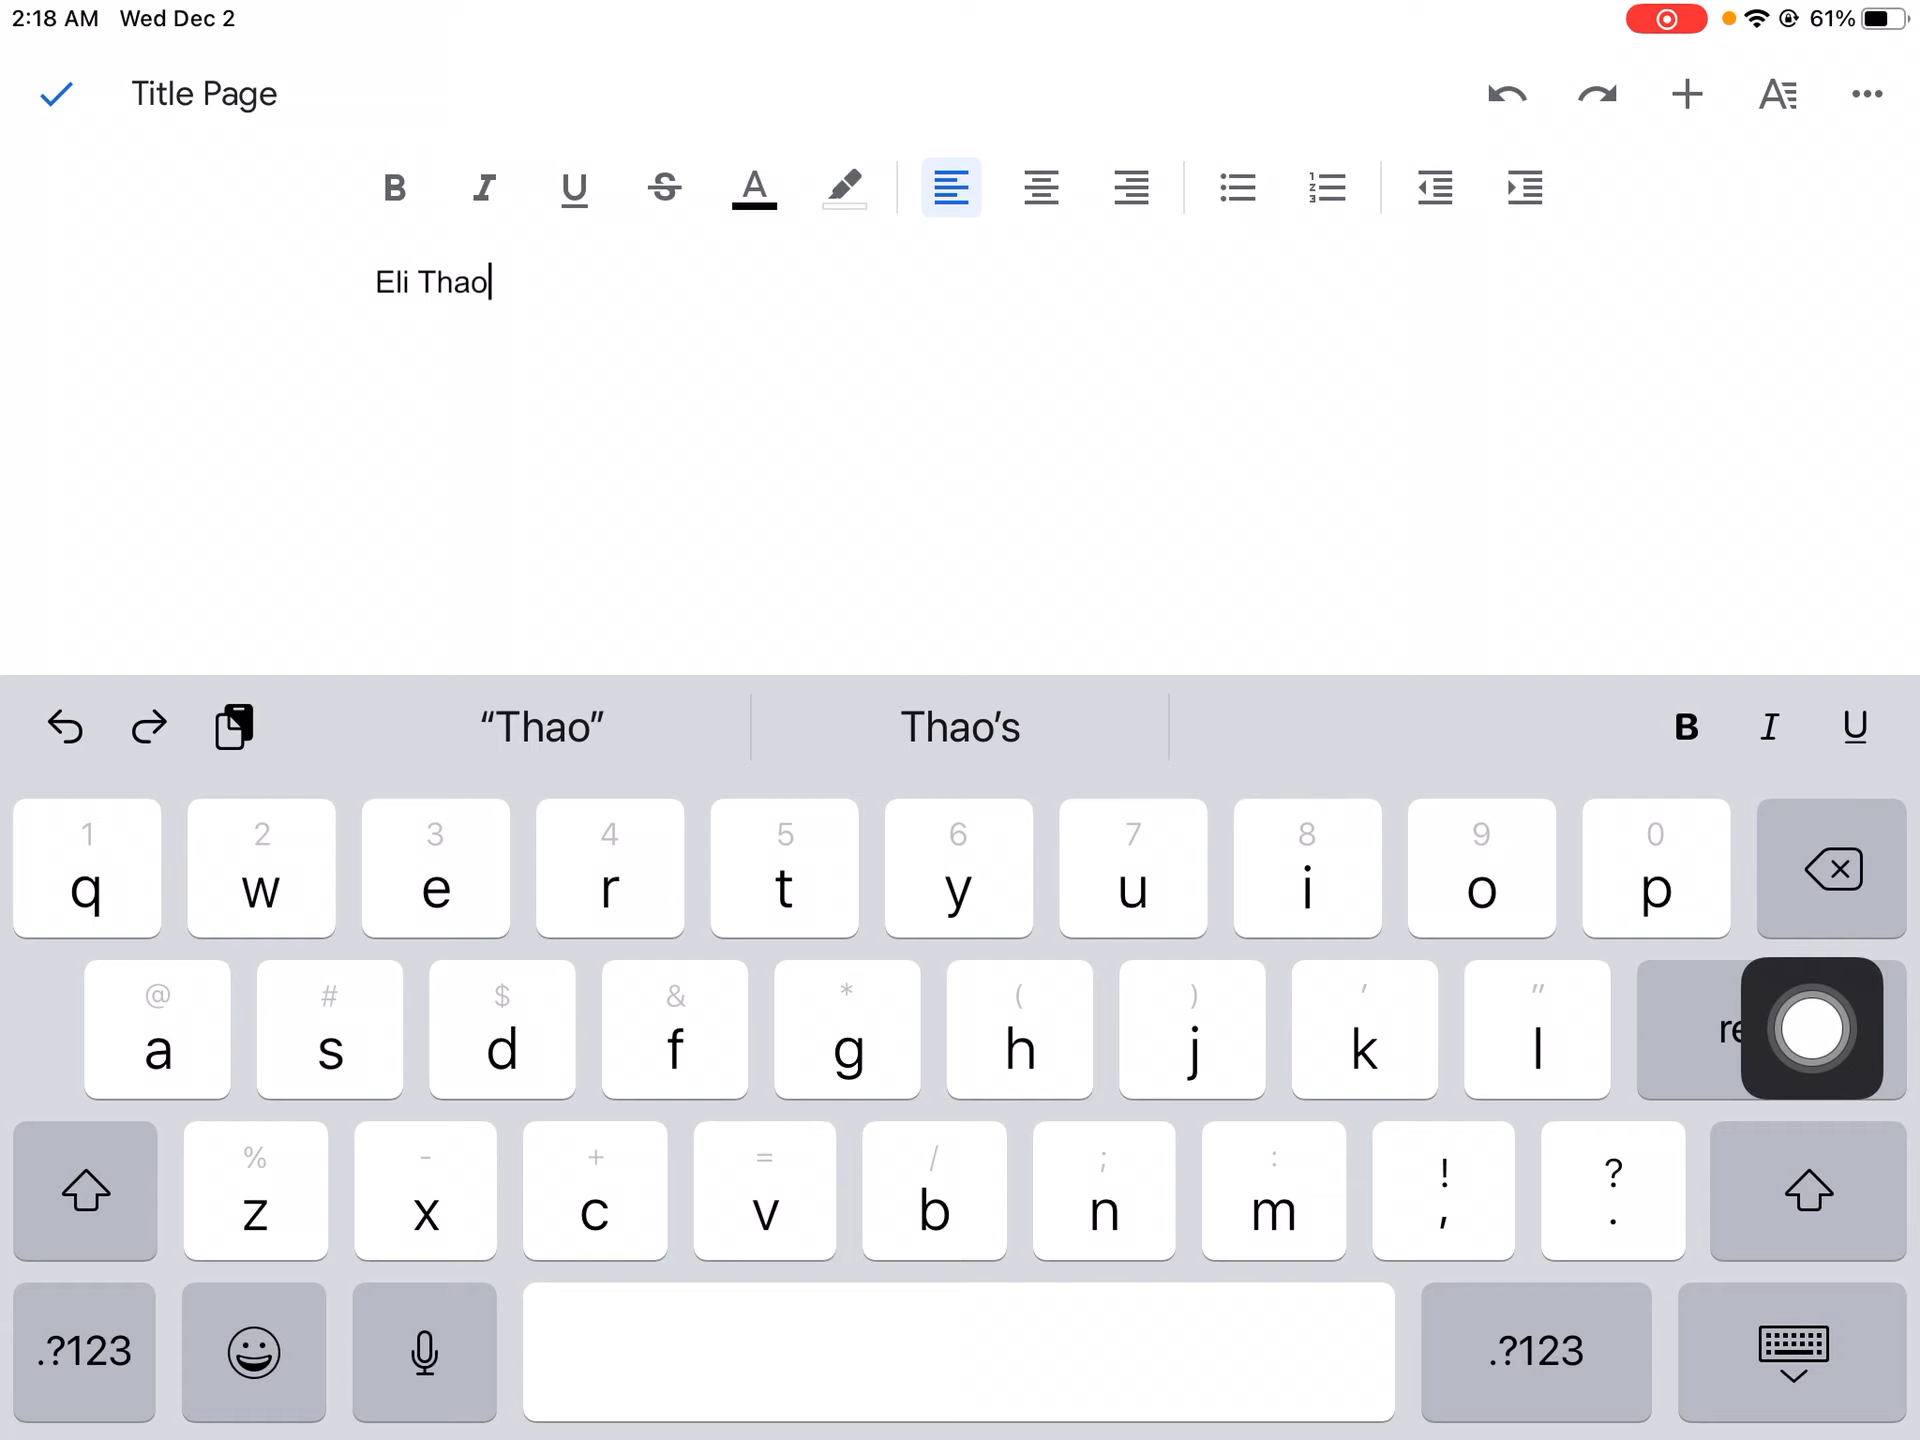 2:18 AM Wed Dec 2 61%
Title Page
B I U S A
Eli Thao
“Thao” Thao’s B I U
1 2 3 4 5 6 7 8 9 0
q w e r t y u i o p
@ # $ & * ( ) ' "
a s d f g h j k l re
% - + = / ; : ! ?
z x c v b n m , .
.?123 .?123